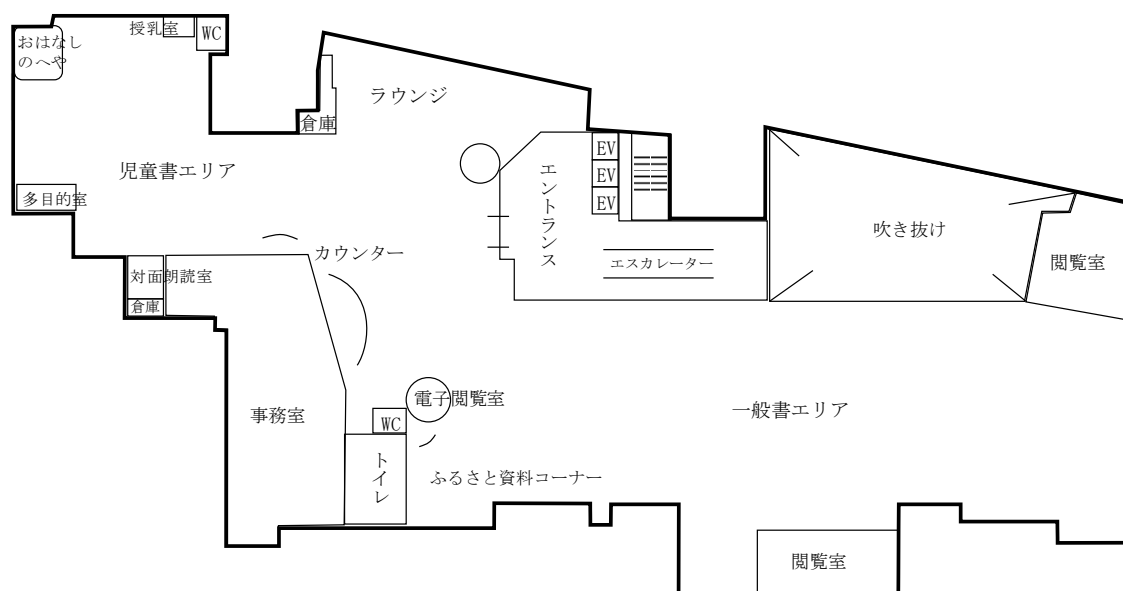 授乳室
WC
おはなし
のへや
ラウンジ
倉庫
児童書エリア
多目的室
エントランス
EV
EV
EV
吹き抜け
閲覧室
カウンター
エスカレーター
対面朗読室
倉庫
電子閲覧室
一般書エリア
事務室
WC
トイレ
ふるさと資料コーナー
閲覧室